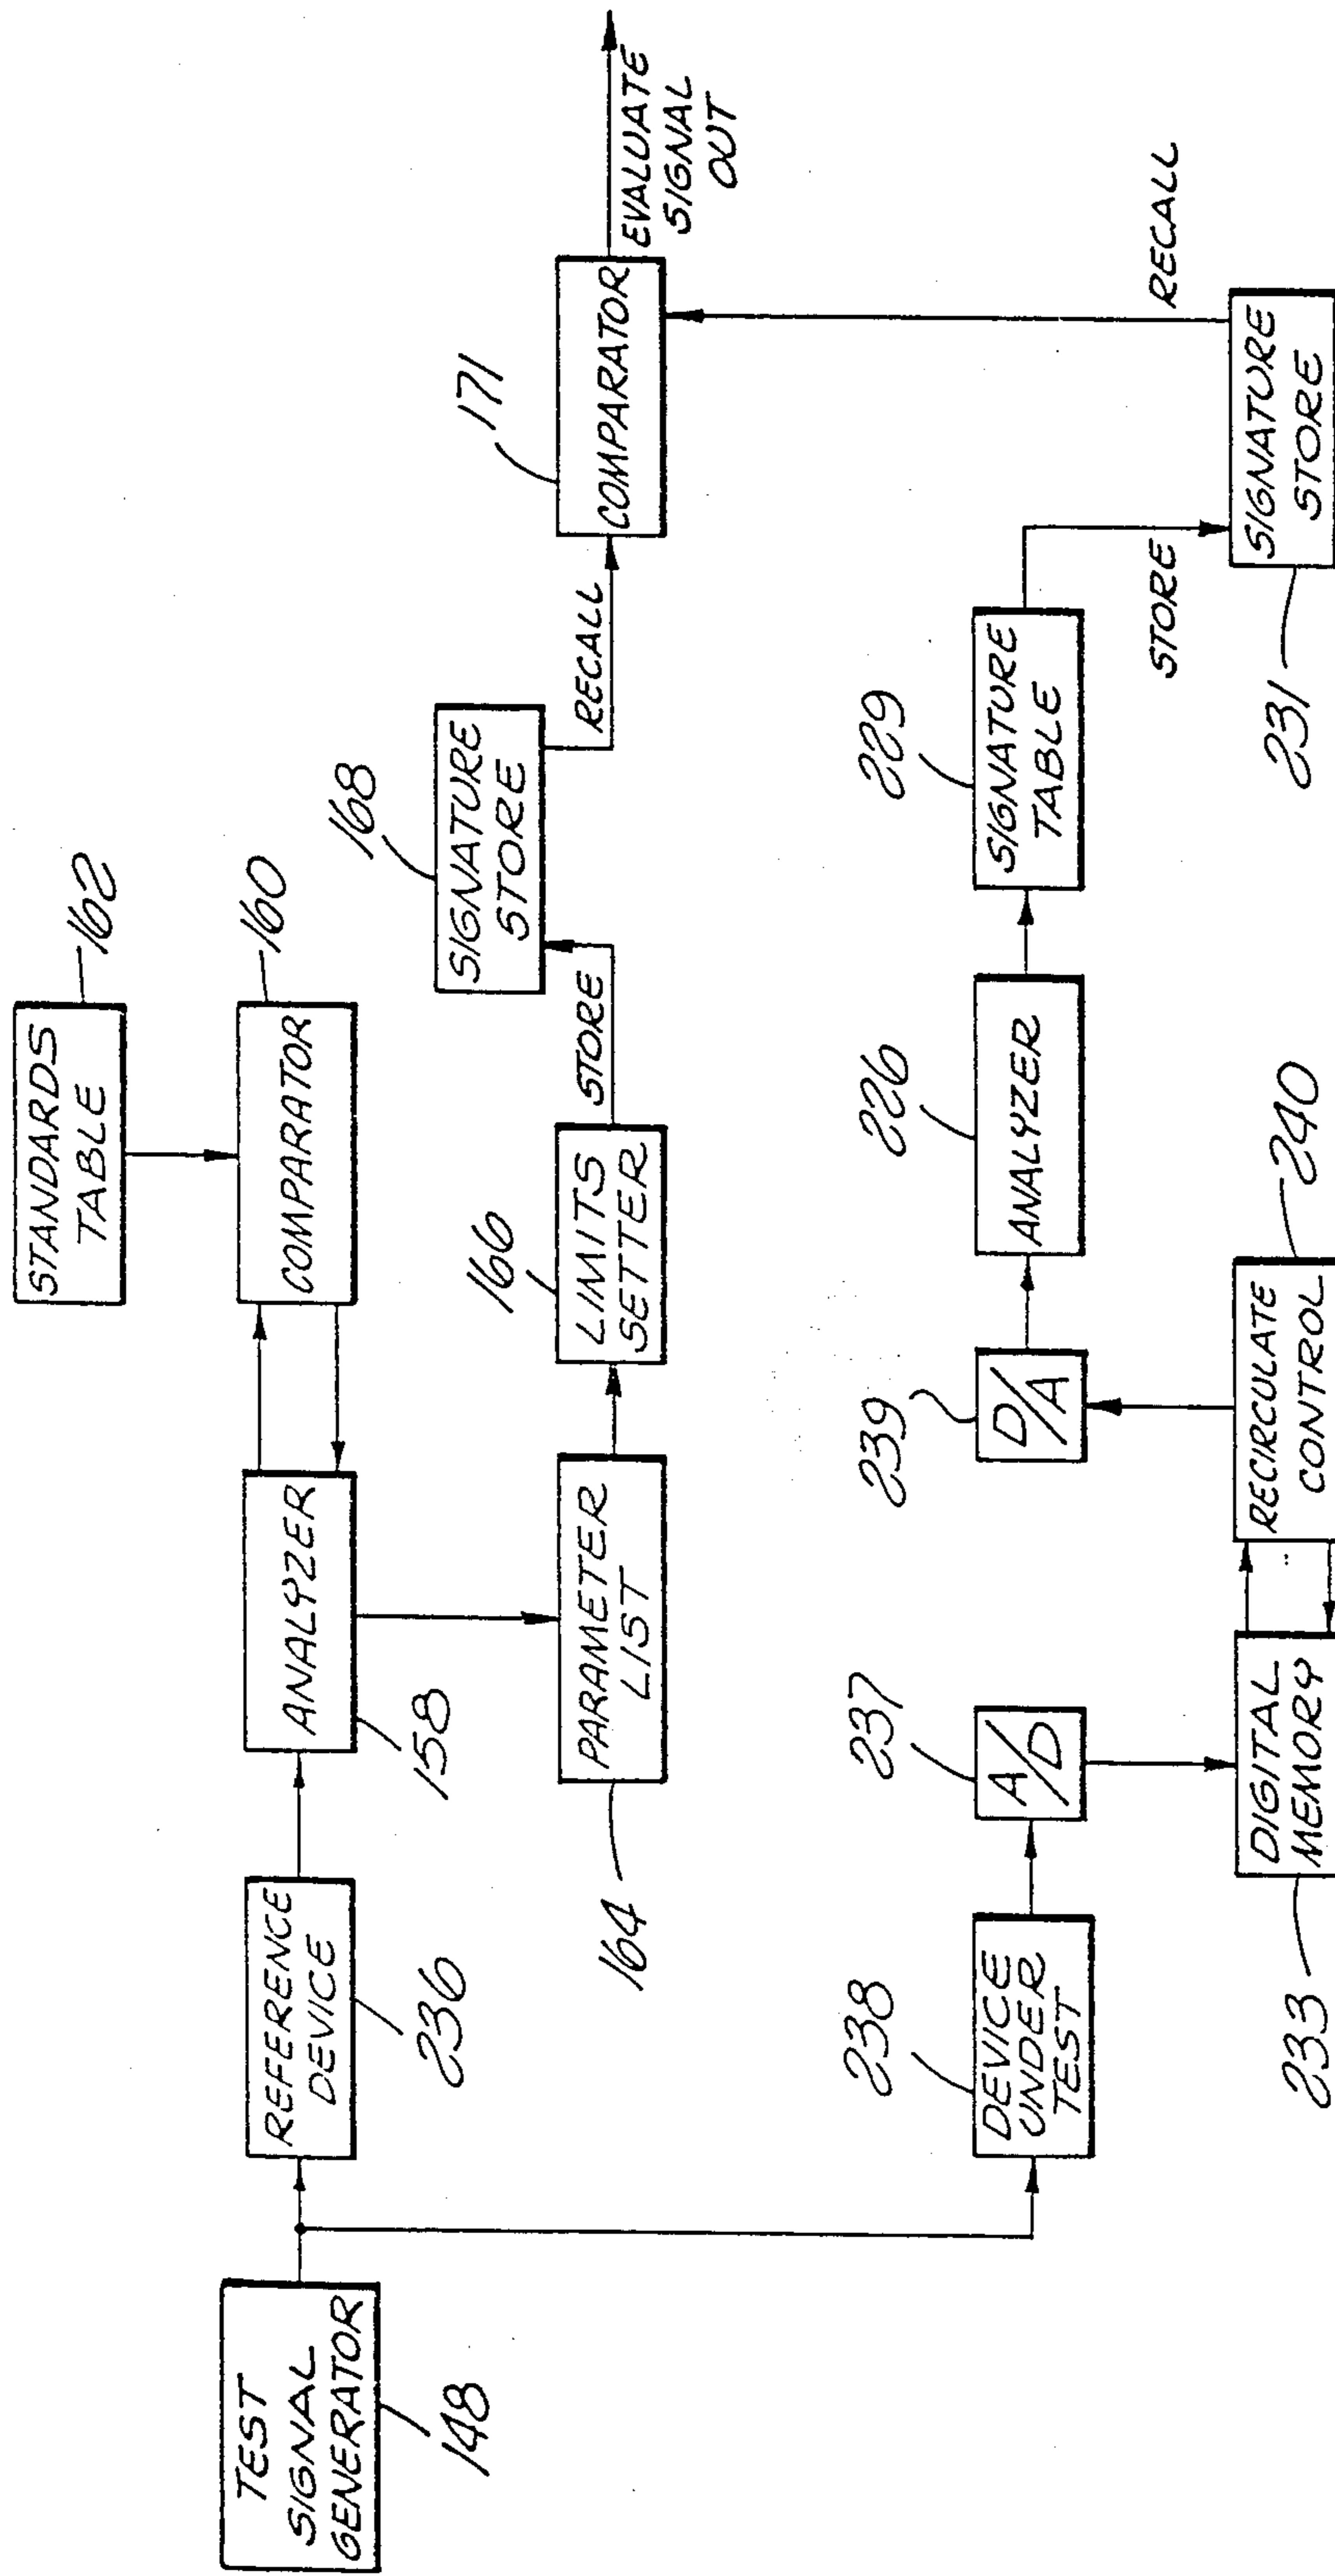 TEST
SIGNAL
GENERATOR
148
REFERENCE
DEVICE
236
ANALYZER
158
STANDARDS
TABLE
162
COMPARATOR
160
PARAMETER
LIST
164
LIMITS
SETTER
166
STORE
SIGNATURE
STORE
168
RECALL
COMPARATOR
171
EVALUATE
SIGNAL
OUT
DEVICE
UNDER
TEST
238
A/D
237
DIGITAL
MEMORY
233
RECIRCULATE
CONTROL
240
D/A
239
ANALYZER
226
SIGNATURE
TABLE
229
STORE
SIGNATURE
STORE
231
RECALL